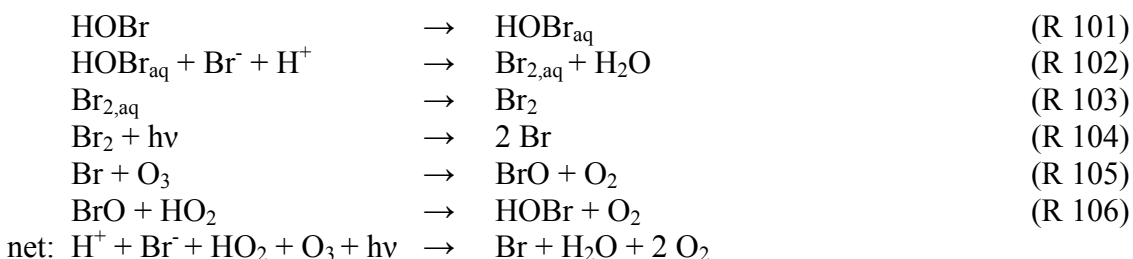 HOBr → HOBr_aq (R 101)
HOBr_aq + Br⁻ + H⁺ → Br_2,aq + H₂O (R 102)
Br_2,aq → Br₂ (R 103)
Br₂ + hν → 2 Br (R 104)
Br + O₃ → BrO + O₂ (R 105)
BrO + HO₂ → HOBr + O₂ (R 106)
net: H⁺ + Br⁻ + HO₂ + O₃ + hν → Br + H₂O + 2 O₂